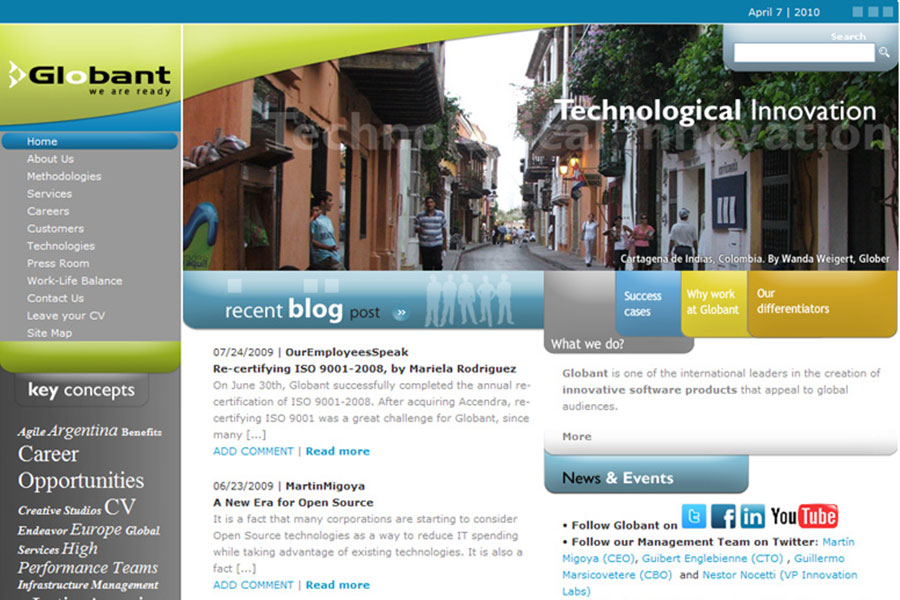 April 7 | 2010
Search
Globant
we are ready
Technological Innovation
Technological Innovation
Cartagena de Indias, Colombia. By Wanda Weigert, Glober
Home
About Us
Methodologies
Services
Careers
Customers
Technologies
Press Room
Work-Life Balance
Contact Us
Leave your CV
Site Map
key concepts
Agile Argentina Benefits
Career
Opportunities
Creative Studios CV
Endeavor Europe Global
Services High
Performance Teams
Infrastructure Management
recent blog post »
07/24/2009 | OurEmployeesSpeak
Re-certifying ISO 9001-2008, by Mariela Rodriguez
On June 30th, Globant successfully completed the annual re-
certification of ISO 9001-2008. After acquiring Accendra, re-
certifying ISO 9001 was a great challenge for Globant, since
many [...]
ADD COMMENT | Read more
06/23/2009 | MartinMigoya
A New Era for Open Source
It is a fact that many corporations are starting to consider
Open Source technologies as a way to reduce IT spending
while taking advantage of existing technologies. It is also a
fact [...]
ADD COMMENT | Read more
What we do?
Success
cases
Why work
at Globant
Our
differentiators
Globant is one of the international leaders in the creation of
innovative software products that appeal to global
audiences.
More
News & Events
• Follow Globant on t f in YouTube
• Follow our Management Team on Twitter: Martín
Migoya (CEO), Guibert Englebienne (CTO) , Guillermo
Marsicovetere (CBO) and Nestor Nocetti (VP Innovation
Labs)